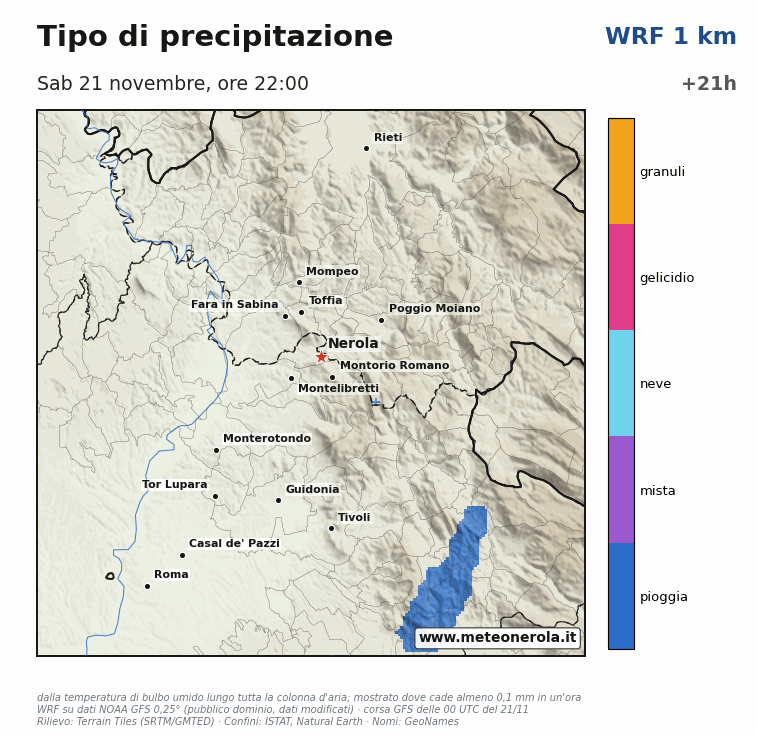 Tipo di precipitazione
WRF 1 km
Sab 21 novembre, ore 22:00
+21h
Rieti
granuli
gelicidio
Mompeo
Toffia
Fara in Sabina
Poggio Moiano
Nerola
Montorio Romano
Montelibretti
neve
Monterotondo
Tor Lupara
Guidonia
mista
Tivoli
Casal de' Pazzi
Roma
pioggia
www.meteonerola.it
dalla temperatura di bulbo umido lungo tutta la colonna d'aria; mostrato dove cade almeno 0,1 mm in un'ora
WRF su dati NOAA GFS 0,25° (pubblico dominio, dati modificati) · corsa GFS delle 00 UTC del 21/11
Rilievo: Terrain Tiles (SRTM/GMTED) · Confini: ISTAT, Natural Earth · Nomi: GeoNames